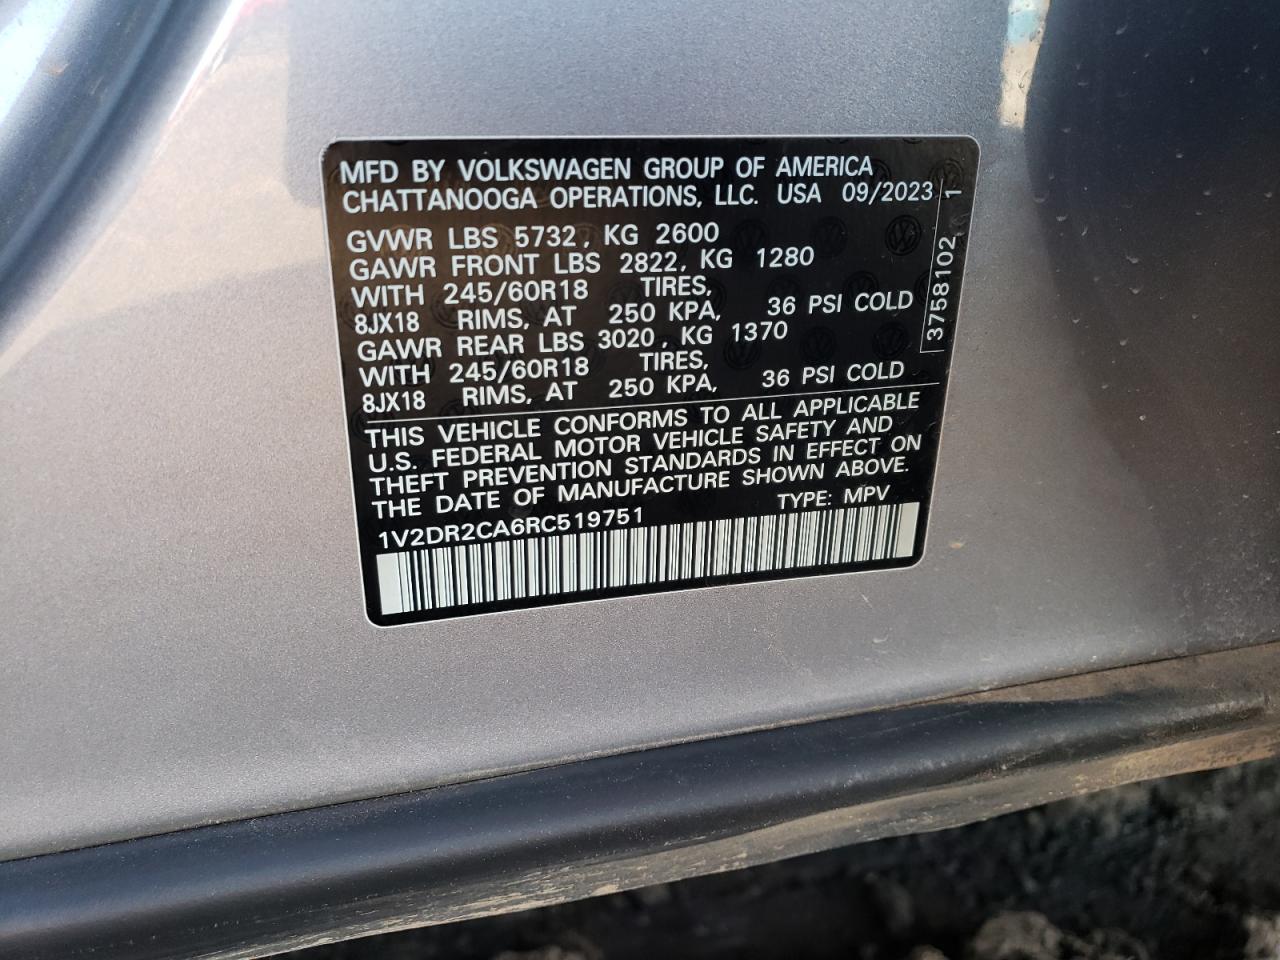 MFD BY VOLKSWAGEN GROUP OF AMERICA
CHATTANOOGA OPERATIONS, LLC. USA 09/2023
GVWR LBS 5732, KG 2600
GAWR FRONT LBS 2822, KG 1280
WITH 245/60R18 TIRES,
8JX18 RIMS, AT 250 KPA, 36 PSI COLD
GAWR REAR LBS 3020, KG 1370
WITH 245/60R18 TIRES,
8JX18 RIMS, AT 250 KPA, 36 PSI COLD
3758102 1
THIS VEHICLE CONFORMS TO ALL APPLICABLE
U.S. FEDERAL MOTOR VEHICLE SAFETY AND
THEFT PREVENTION STANDARDS IN EFFECT ON
THE DATE OF MANUFACTURE SHOWN ABOVE.
1V2DR2CA6RC519751 TYPE: MPV